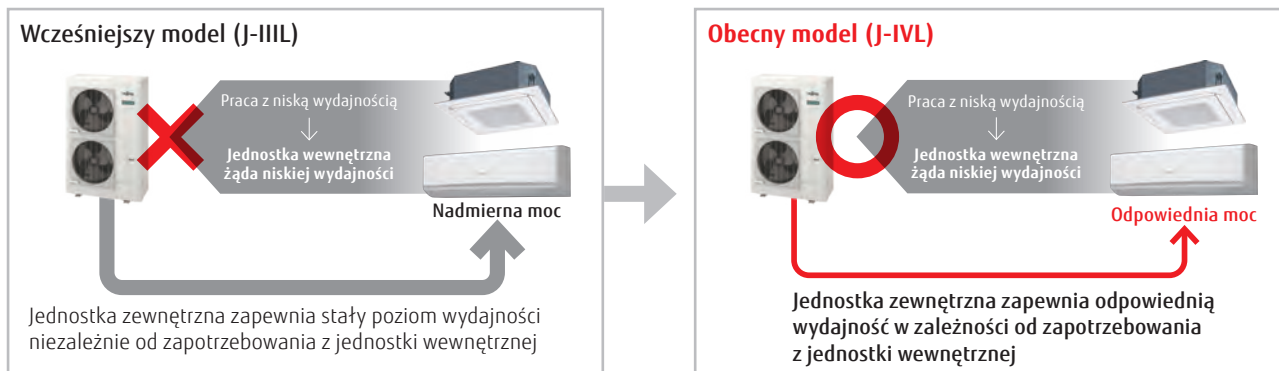 Wcześniejszy model (J-IIIL)
Praca z niską wydajnością
Jednostka wewnętrzna
żąda niskiej wydajności
Nadmierna moc
Jednostka zewnętrzna zapewnia stały poziom wydajności
niezależnie od zapotrzebowania z jednostki wewnętrznej
Obecny model (J-IVL)
Praca z niską wydajnością
Jednostka wewnętrzna
żąda niskiej wydajności
Odpowiednia moc
Jednostka zewnętrzna zapewnia odpowiednią
wydajność w zależności od zapotrzebowania
z jednostki wewnętrznej